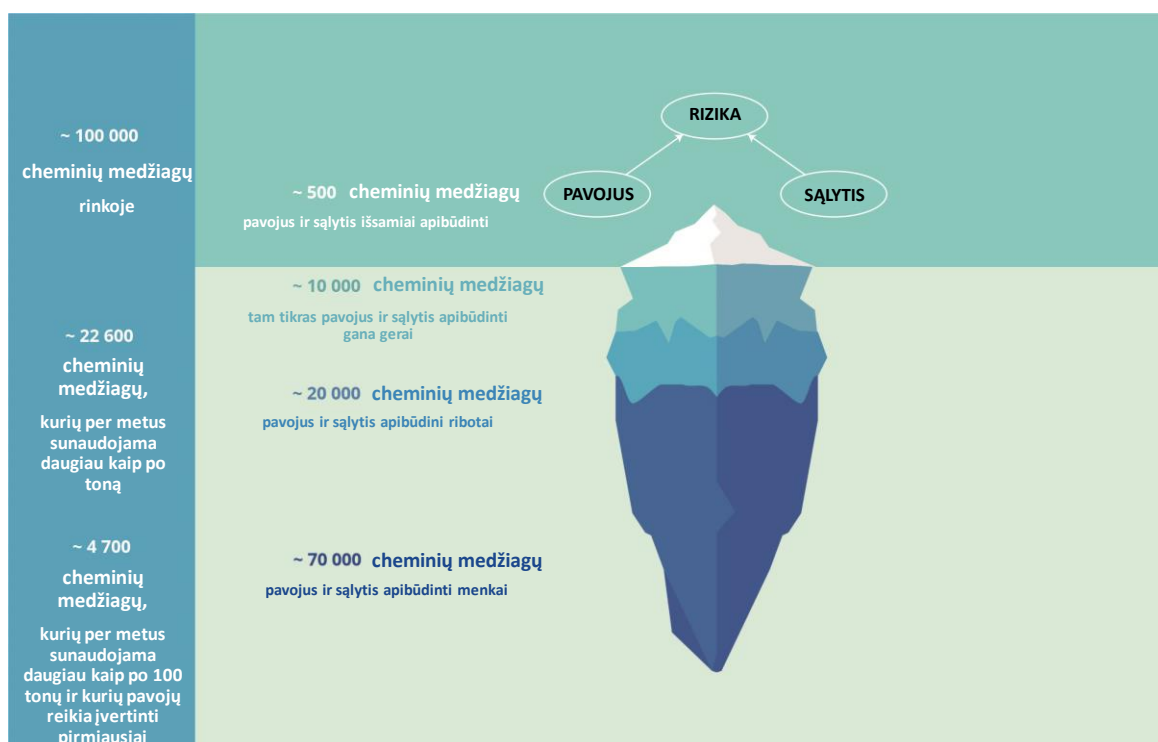 ~ 100 000
cheminių medžiagų
rinkoje
~ 22 600
cheminių
medžiagų,
kurių per metus
sunaudojama
daugiau kaip po
toną
~ 4 700
cheminių
medžiagų,
kurių per metus
sunaudojama
daugiau kaip po 100
tonų ir kurių pavojų
reikia įvertinti
pirmiausiai
~ 500 cheminių medžiagų
pavojus ir sąlytis išsamiai apibūdinti
~ 10 000 cheminių medžiagų
tam tikras pavojus ir sąlytis apibūdinti
gana gerai
~ 20 000 cheminių medžiagų
pavojus ir sąlytis apibūdini ribotai
~ 70 000 cheminių medžiagų
pavojus ir sąlytis apibūdinti menkai
RIZIKA
PAVOJUS
SĄLYTIS